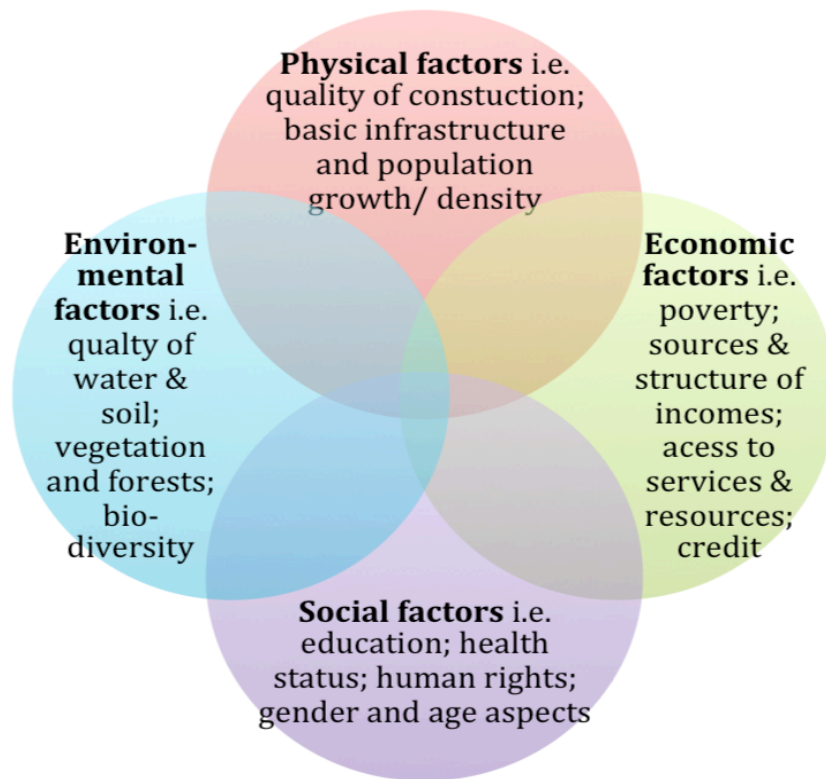 Physical factors i.e.
quality of constuction;
basic infrastructure
and population
growth/ density
Environ-
mental
factors i.e.
qualty of
water &
soil;
vegetation
and forests;
bio-
diversity
Economic
factors i.e.
poverty;
sources &
structure of
incomes;
acess to
services &
resources;
credit
Social factors i.e.
education; health
status; human rights;
gender and age aspects